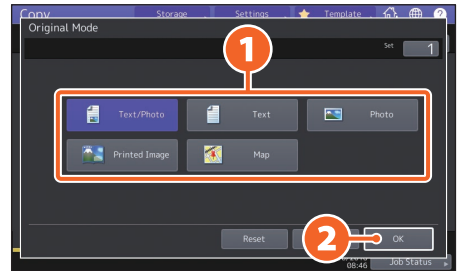 Copy Storage Settings Template ?
Original Mode
Set 1
1
Text/Photo Text Photo
Printed Image Map
Reset 2 OK
08:46 Job Status